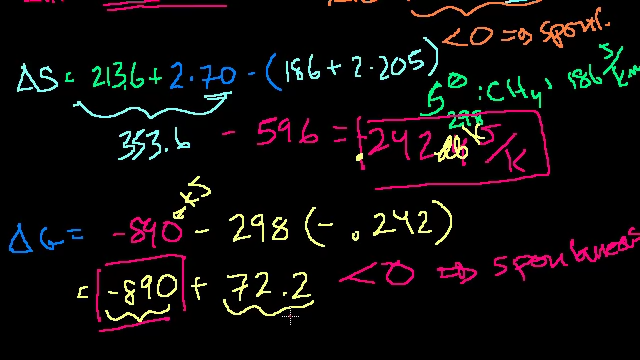 <0 ⇒ spont.
ΔS = 213.6 + 2.70 - (186 + 2.205)
S°298 : CH4 186 J/K
353.6 - 596 = -242 J/K
kJ
ΔG = -890 - 298 (- .242)
= -890 + 72.2 <0 ⇒ Spontaneous